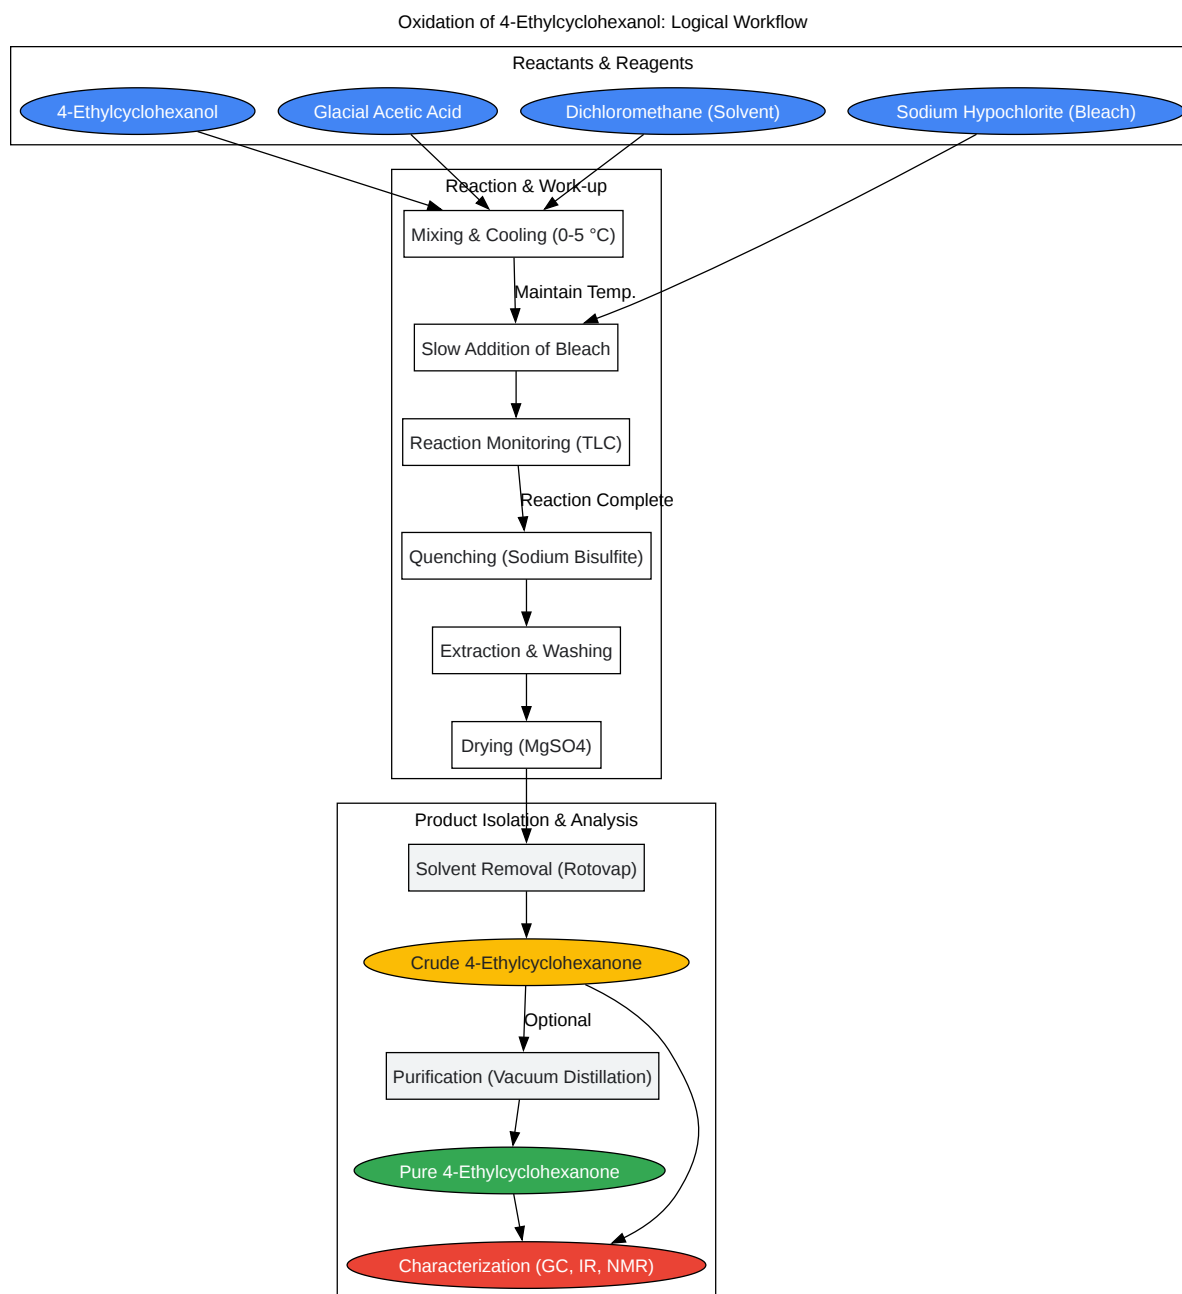 Oxidation of 4-Ethylcyclohexanol: Logical Workflow
Reactants & Reagents
4-Ethylcyclohexanol
Glacial Acetic Acid
Dichloromethane (Solvent)
Sodium Hypochlorite (Bleach)
Reaction & Work-up
Mixing & Cooling (0-5 °C)
Maintain Temp.
Slow Addition of Bleach
Reaction Monitoring (TLC)
Reaction Complete
Quenching (Sodium Bisulfite)
Extraction & Washing
Drying (MgSO4)
Product Isolation & Analysis
Solvent Removal (Rotovap)
Crude 4-Ethylcyclohexanone
Optional
Purification (Vacuum Distillation)
Pure 4-Ethylcyclohexanone
Characterization (GC, IR, NMR)